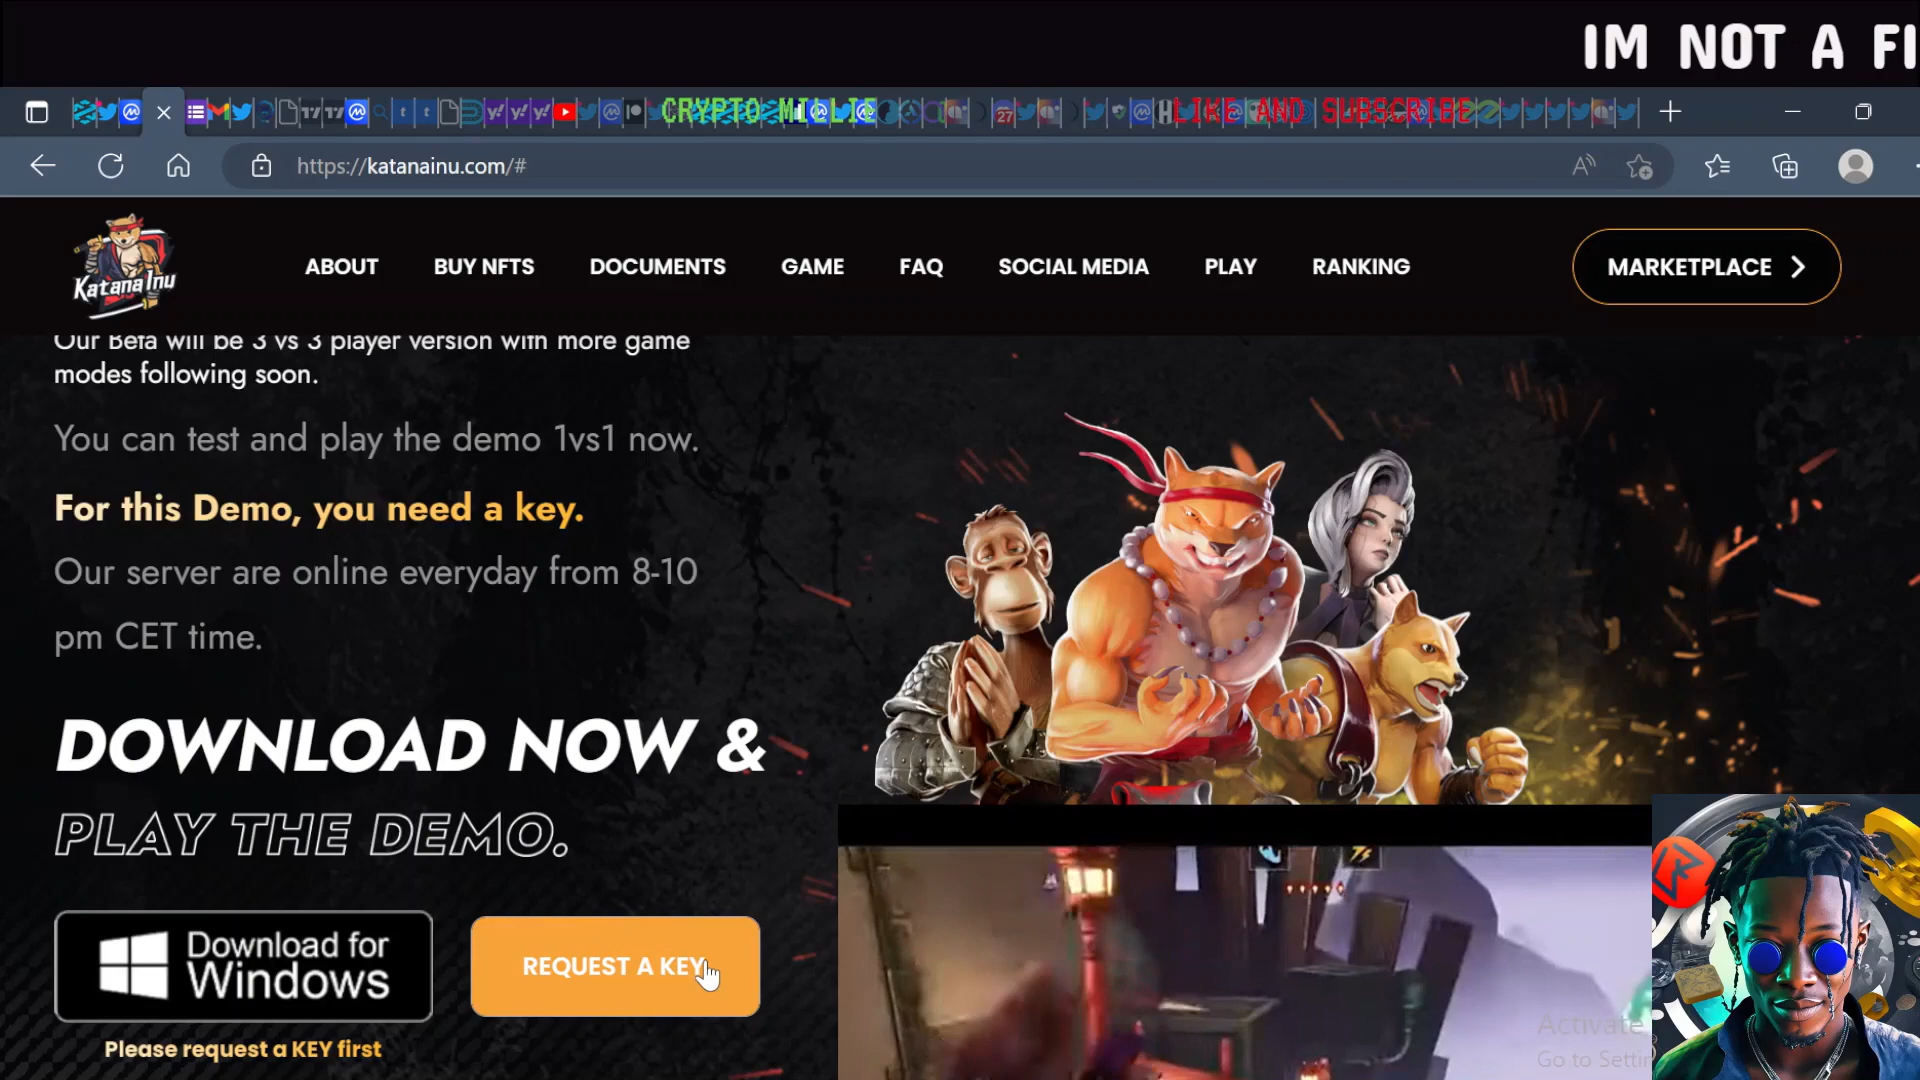 IM NOT A FI
CRYPTO MILLIE
LIKE AND SUBSCRIBE
https://katanainu.com/#
Katana Inu
ABOUT
BUY NFTS
DOCUMENTS
GAME
FAQ
SOCIAL MEDIA
PLAY
RANKING
MARKETPLACE
Our Beta will be 3 vs 3 player version with more game
modes following soon.
You can test and play the demo 1vs1 now.
For this Demo, you need a key.
Our server are online everyday from 8-10
pm CET time.
DOWNLOAD NOW &
PLAY THE DEMO.
Download for
Windows
REQUEST A KEY
Please request a KEY first
Activate
Go to Settin